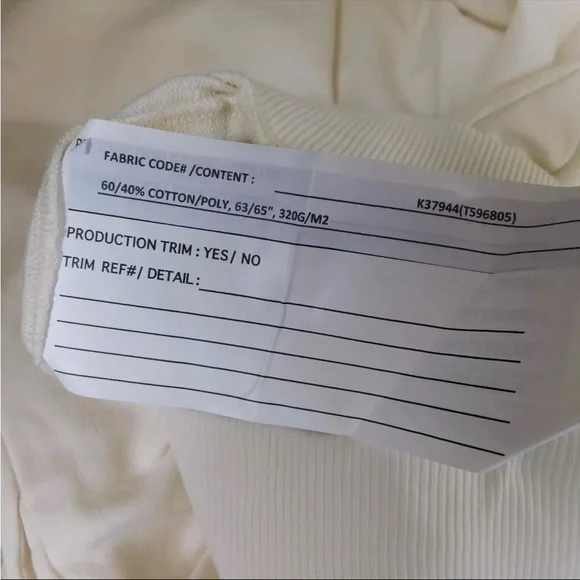 FABRIC CODE# /CONTENT : K37944(T596805)
60/40% COTTON/POLY, 63/65", 320G/M2
PRODUCTION TRIM : YES/ NO
TRIM REF#/ DETAIL :